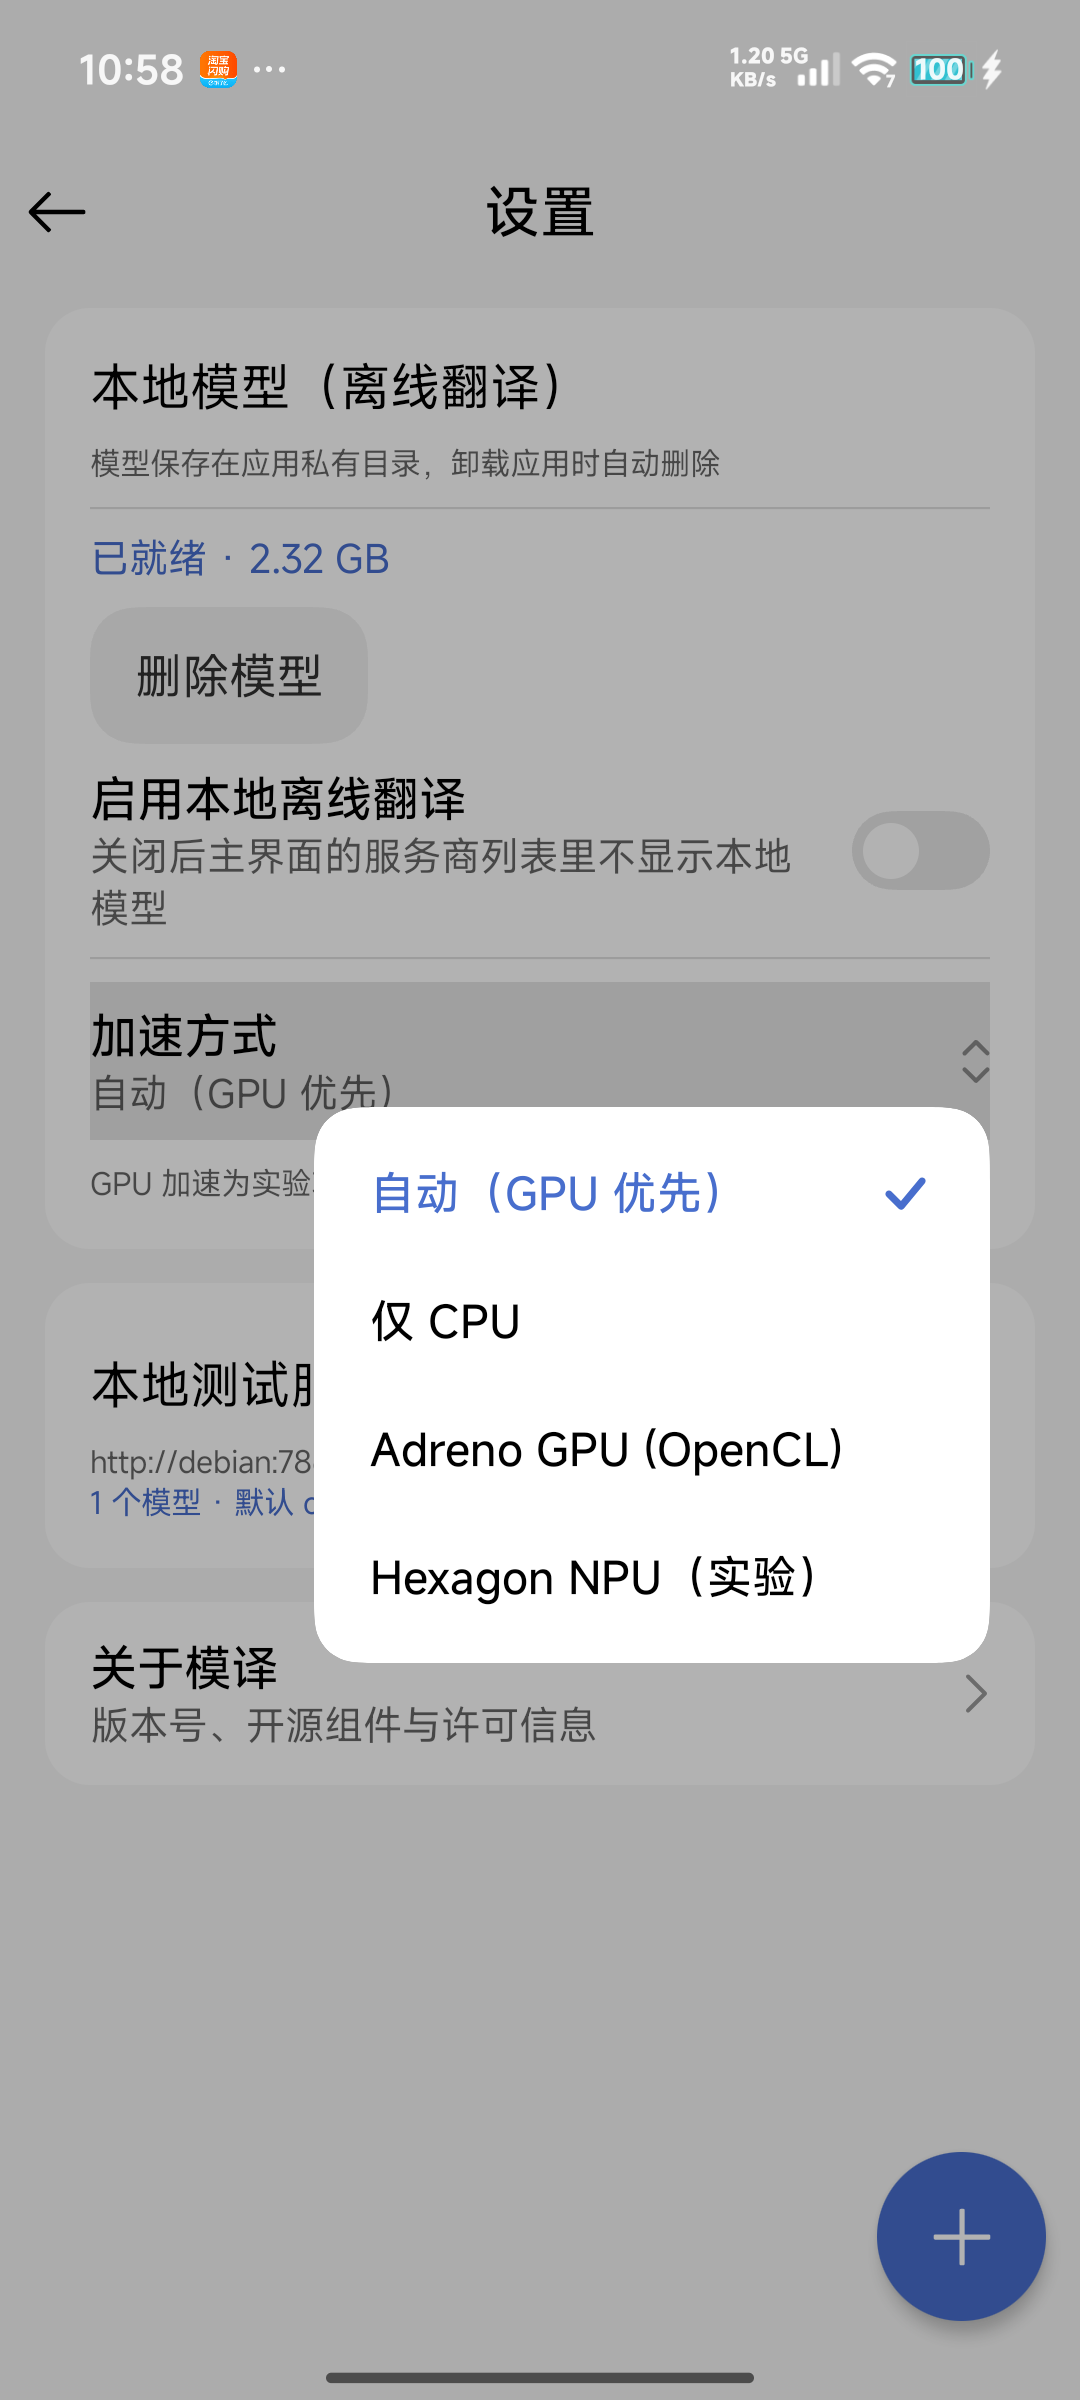 10:58
淘宝
闪购
1.20 5G
KB/s
7
100
设置
本地模型（离线翻译）
模型保存在应用私有目录，卸载应用时自动删除
已就绪 · 2.32 GB
删除模型
启用本地离线翻译
关闭后主界面的服务商列表里不显示本地
模型
加速方式
自动（GPU 优先）
GPU 加速为实验
自动（GPU 优先）
仅 CPU
Adreno GPU (OpenCL)
Hexagon NPU（实验）
本地测试
http://debian:78
1 个模型 · 默认
关于模译
版本号、开源组件与许可信息